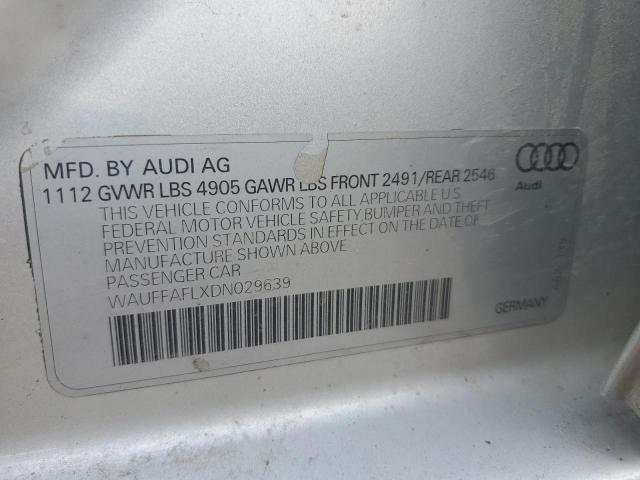 MFD. BY AUDI AG
1112 GVWR LBS 4905 GAWR LBS FRONT 2491/REAR 2546
THIS VEHICLE CONFORMS TO ALL APPLICABLE U.S.
FEDERAL MOTOR VEHICLE SAFETY, BUMPER AND THEFT
PREVENTION STANDARDS IN EFFECT ON THE DATE OF
MANUFACTURE SHOWN ABOVE
PASSENGER CAR
WAUFFAFLXDN029639
Audi
GERMANY